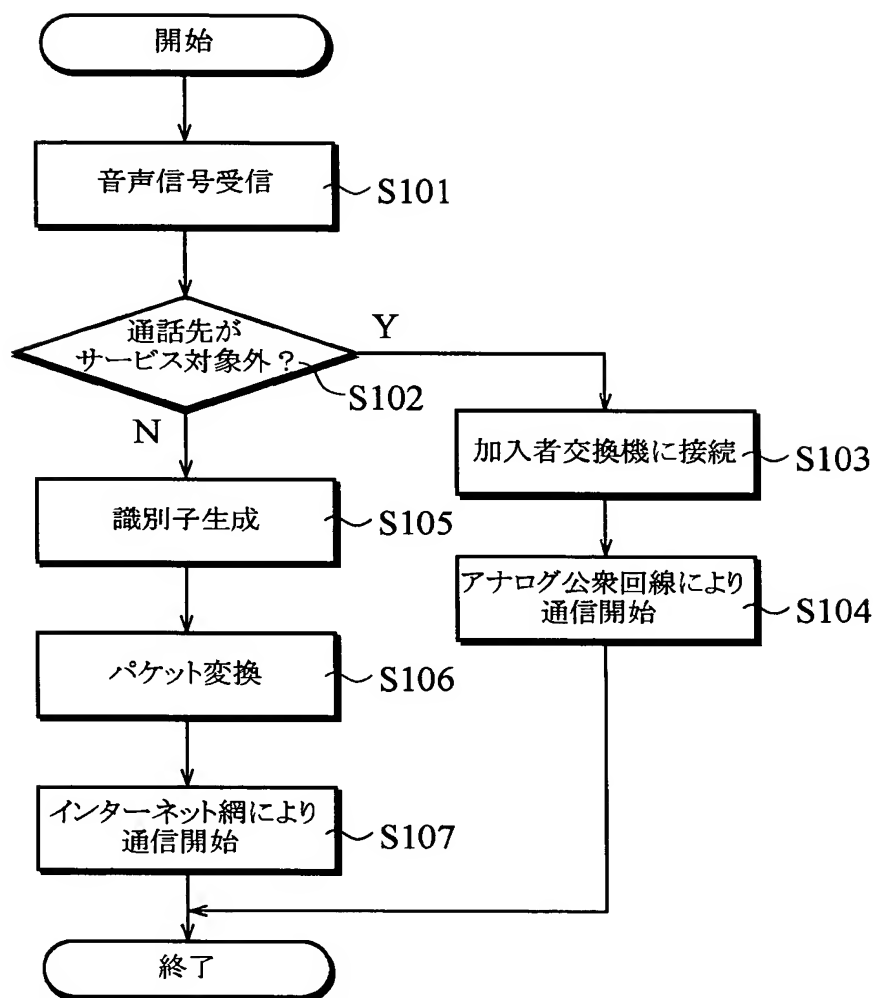 開始
音声信号受信
S101
通話先が
サービス対象外?
S102
Y
N
加入者交換機に接続
S103
識別子生成
S105
アナログ公衆回線により
通信開始
S104
パケット変換
S106
インターネット網により
通信開始
S107
終了